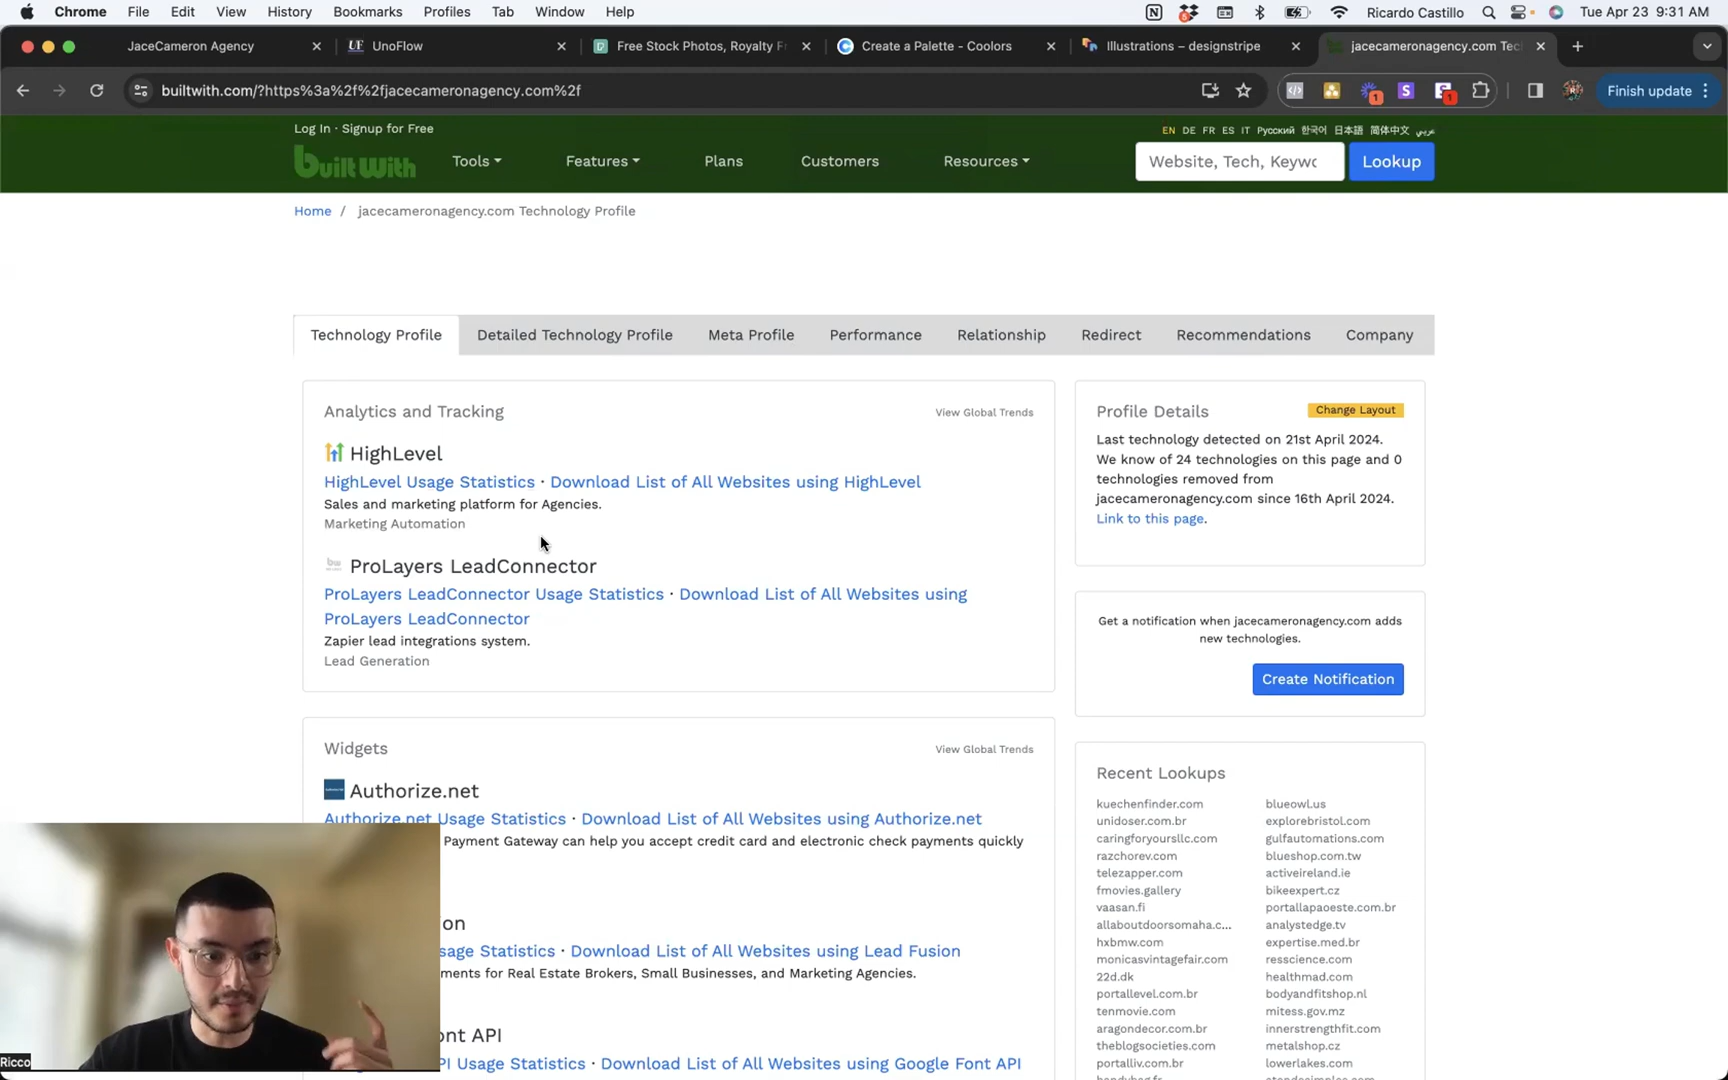 Chrome File Edit View History Bookmarks Profiles Tab Window Help Ricardo Castillo Tue Apr 23 9:31 AM
JaceCameron Agency UF UnoFlow Free Stock Photos, Royalty F Create a Palette - Coolors Illustrations – designstripe jacecameronagency.com Tec
builtwith.com/?https%3a%2f%2fjacecameronagency.com%2f 1 S 1 Finish update
Log In · Signup for Free EN DE FR ES IT Русский 한국어 日本語 简体中文 عربي
built with Tools Features Plans Customers Resources Website, Tech, Keywo Lookup
Home / jacecameronagency.com Technology Profile
Technology Profile Detailed Technology Profile Meta Profile Performance Relationship Redirect Recommendations Company
Analytics and Tracking View Global Trends
HighLevel
HighLevel Usage Statistics · Download List of All Websites using HighLevel
Sales and marketing platform for Agencies.
Marketing Automation
ProLayers LeadConnector
ProLayers LeadConnector Usage Statistics · Download List of All Websites using
ProLayers LeadConnector
Zapier lead integrations system.
Lead Generation
Widgets View Global Trends
Authorize.net
Authorize.net Usage Statistics · Download List of All Websites using Authorize.net
Payment Gateway can help you accept credit card and electronic check payments quickly
on
sage Statistics · Download List of All Websites using Lead Fusion
ments for Real Estate Brokers, Small Businesses, and Marketing Agencies.
ont API
PI Usage Statistics · Download List of All Websites using Google Font API
Profile Details Change Layout
Last technology detected on 21st April 2024.
We know of 24 technologies on this page and 0
technologies removed from
jacecameronagency.com since 16th April 2024.
Link to this page.
Get a notification when jacecameronagency.com adds
new technologies.
Create Notification
Recent Lookups
kuechenfinder.com blueowl.us
unidoser.com.br explorebristol.com
caringforyoursllc.com gulfautomations.com
razchorev.com blueshop.com.tw
telezapper.com activeireland.ie
fmovies.gallery bikeexpert.cz
vaasan.fi portallapaoeste.com.br
allaboutdoorsomaha.c... analystedge.tv
hxbmw.com expertise.med.br
monicasvintagefair.com resscience.com
22d.dk healthmad.com
portallevel.com.br bodyandfitshop.nl
tenmovie.com mitess.gov.mz
aragondecor.com.br innerstrengthfit.com
theblogsocieties.com metalshop.cz
portalliv.com.br lowerlakes.com
Ricco